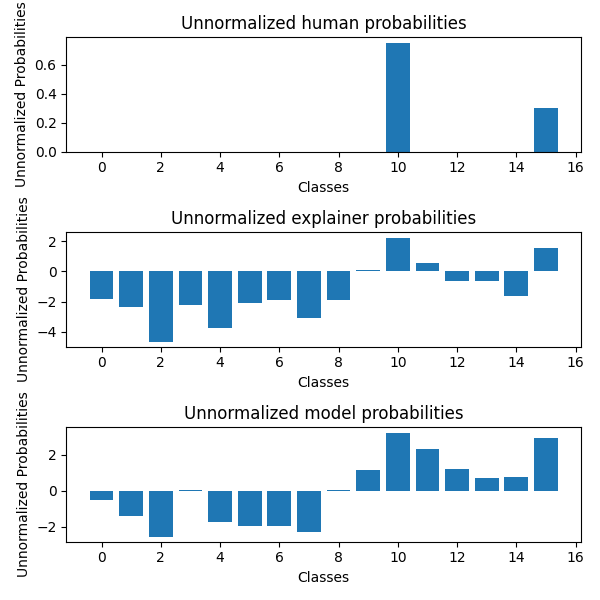 Unnormalized human probabilities
Unnormalized Probabilities
0.6
0.4
0.2
0.0
0 2 4 6 8 10 12 14 16
Classes
Unnormalized explainer probabilities
Unnormalized Probabilities
2
0
−2
−4
0 2 4 6 8 10 12 14 16
Classes
Unnormalized model probabilities
Unnormalized Probabilities
2
0
−2
0 2 4 6 8 10 12 14 16
Classes